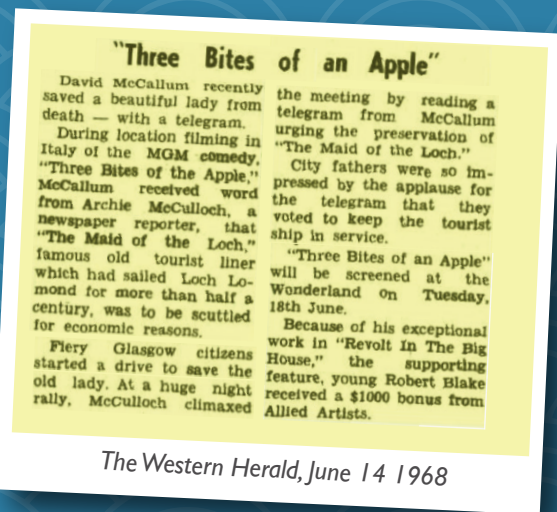 "Three Bites of an Apple"
David McCallum recently
saved a beautiful lady from
death — with a telegram.
During location filming in
Italy of the MGM comedy,
"Three Bites of the Apple,"
McCallum received word
from Archie McCulloch, a
newspaper reporter, that
"The Maid of the Loch,"
famous old tourist liner
which had sailed Loch Lo-
mond for more than half a
century, was to be scuttled
for economic reasons.
Fiery Glasgow citizens
started a drive to save the
old lady. At a huge night
rally, McCulloch climaxed
the meeting by reading a
telegram from McCallum
urging the preservation of
"The Maid of the Loch."
City fathers were so im-
pressed by the applause for
the telegram that they
voted to keep the tourist
ship in service.
"Three Bites of an Apple"
will be screened at the
Wonderland on Tuesday,
18th June.
Because of his exceptional
work in "Revolt In The Big
House," the supporting
feature, young Robert Blake
received a $1000 bonus from
Allied Artists.
The Western Herald, June 14 1968